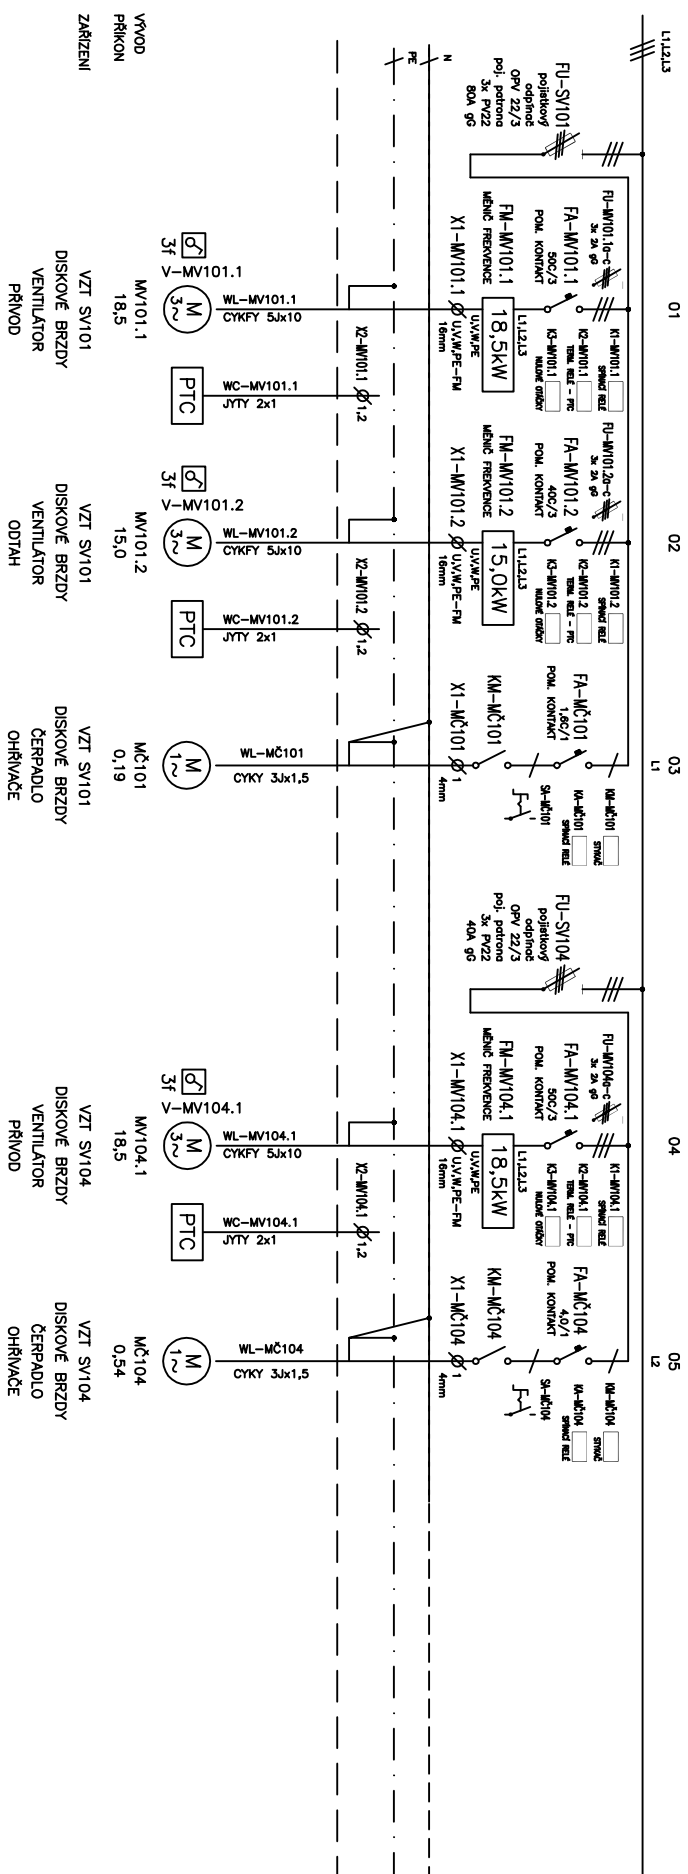 L1,L2,L3
FU-SV101
pojistkový
odpínač
OPV 22/3
poj. patrona
3x PV22
80A gG
N
PE
VÝVOD
PŘÍKON
ZAŘÍZENÍ
01
FU-MV101.1a-c
3x 2A gG
K1-MV101.1
SPÍNACÍ RELÉ
FA-MV101.1
50C/3
POM. KONTAKT
K2-MV101.1
TERM. RELÉ - PTC
K3-MV101.1
NULOVÉ OTÁČKY
FM-MV101.1
MĚNIČ FREKVENCE
L1,L2,L3
18,5kW
U,V,W,PE
X1-MV101.1
U,V,W,PE-FM
16mm
X2-MV101.1
1,2
WL-MV101.1
CYKFY 5Jx10
WC-MV101.1
JYTY 2x1
3f
V-MV101.1
M
3~
PTC
MV101.1
18,5
VZT SV101
DISKOVÉ BRZDY
VENTILÁTOR
PŘÍVOD
02
FU-MV101.2a-c
3x 2A gG
K1-MV101.2
SPÍNACÍ RELÉ
FA-MV101.2
40C/3
POM. KONTAKT
K2-MV101.2
TERM. RELÉ - PTC
K3-MV101.2
NULOVÉ OTÁČKY
FM-MV101.2
MĚNIČ FREKVENCE
L1,L2,L3
15,0kW
U,V,W,PE
X1-MV101.2
U,V,W,PE-FM
16mm
X2-MV101.2
1,2
WL-MV101.2
CYKFY 5Jx10
WC-MV101.2
JYTY 2x1
3f
V-MV101.2
M
3~
PTC
MV101.2
15,0
VZT SV101
DISKOVÉ BRZDY
VENTILÁTOR
ODTAH
03
L1
KM-MČ101
STYKAČ
FA-MČ101
1,6C/1
POM. KONTAKT
KA-MČ101
SPÍNACÍ RELÉ
SA-MČ101
KM-MČ101
X1-MČ101
1
4mm
WL-MČ101
CYKY 3Jx1,5
M
1~
MČ101
0,19
VZT SV101
DISKOVÉ BRZDY
ČERPADLO
OHŘÍVAČE
FU-SV104
pojistkový
odpínač
OPV 22/3
poj. patrona
3x PV22
40A gG
04
FU-MV104a-c
3x 2A gG
K1-MV104.1
SPÍNACÍ RELÉ
FA-MV104.1
50C/3
POM. KONTAKT
K2-MV104.1
TERM. RELÉ - PTC
K3-MV104.1
NULOVÉ OTÁČKY
FM-MV104.1
MĚNIČ FREKVENCE
L1,L2,L3
18,5kW
U,V,W,PE
X1-MV104.1
U,V,W,PE-FM
16mm
X2-MV104.1
1,2
WL-MV104.1
CYKFY 5Jx10
WC-MV104.1
JYTY 2x1
3f
V-MV104.1
M
3~
PTC
MV104.1
18,5
VZT SV104
DISKOVÉ BRZDY
VENTILÁTOR
PŘÍVOD
05
L2
KM-MČ104
STYKAČ
FA-MČ104
4,0/1
POM. KONTAKT
KA-MČ104
SPÍNACÍ RELÉ
SA-MČ104
KM-MČ104
X1-MČ104
1
4mm
WL-MČ104
CYKY 3Jx1,5
M
1~
MČ104
0,54
VZT SV104
DISKOVÉ BRZDY
ČERPADLO
OHŘÍVAČE